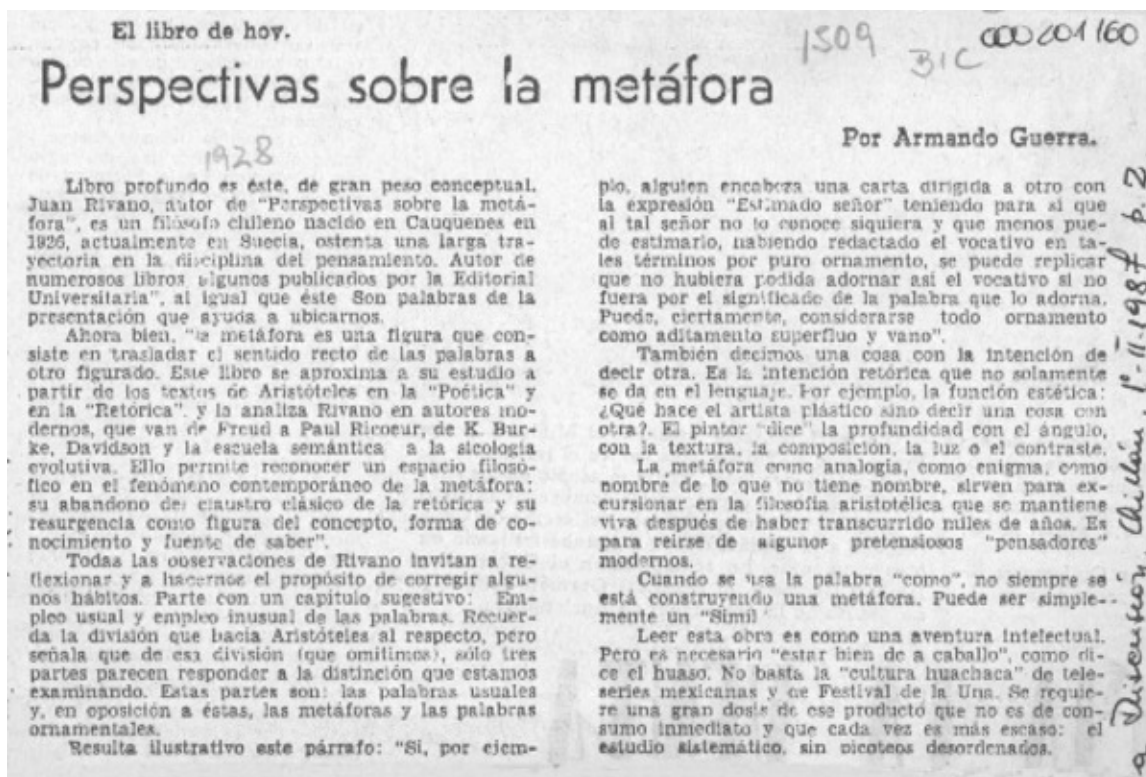 El libro de hoy.
1509
000201160
31C
Perspectivas sobre la metáfora
Por Armando Guerra.
1928
Libro profundo es éste, de gran peso conceptual.
Juan Rivano, autor de "Perspectivas sobre la metá-
fora", es un filósofo chileno nacido en Cauquenes en
1926, actualmente en Suecia, ostenta una larga tra-
yectoria en la disciplina del pensamiento. Autor de
numerosos libros algunos publicados por la Editorial
Universitaria", al igual que éste Son palabras de la
presentación que ayuda a ubicarnos.
Ahora bien, "la metáfora es una figura que con-
siste en trasladar el sentido recto de las palabras a
otro figurado. Este libro se aproxima a su estudio a
partir de los textos de Aristóteles en la "Poética" y
en la "Retórica". y la analiza Rivano en autores mo-
dernos, que van de Freud a Paul Ricoeur, de K. Bur-
ke, Davidson y la escuela semántica a la sicología
evolutiva. Ello permite reconocer un espacio filosó-
fico en el fenómeno contemporáneo de la metáfora:
su abandono del claustro clásico de la retórica y su
resurgencia como figura del concepto, forma de co-
nocimiento y fuente de saber".
Todas las observaciones de Rivano invitan a re-
flexionar y a hacernos el propósito de corregir algu-
nos hábitos. Parte con un capítulo sugestivo: Em-
pleo usual y empleo inusual de las palabras. Recuer-
da la división que hacía Aristóteles al respecto, pero
señala que de esa división (que omitimos), sólo tres
partes parecen responder a la distinción que estamos
examinando. Estas partes son: las palabras usuales
y, en oposición a éstas, las metáforas y las palabras
ornamentales.
Resulta ilustrativo este párrafo: "Si, por ejem-
plo, alguien encabeza una carta dirigida a otro con
la expresión "Estimado señor" teniendo para sí que
al tal señor no lo conoce siquiera y que menos pue-
de estimarlo, habiendo redactado el vocativo en ta-
les términos por puro ornamento, se puede replicar
que no hubiera podida adornar así el vocativo si no
fuera por el significado de la palabra que lo adorna.
Puede, ciertamente, considerarse todo ornamento
como aditamento superfluo y vano".
También decimos una cosa con la intención de
decir otra. Es la intención retórica que no solamente
se da en el lenguaje. Por ejemplo, la función estética:
¿Qué hace el artista plástico sino decir una cosa con
otra?. El pintor "dice" la profundidad con el ángulo,
con la textura, la composición, la luz o el contraste.
La metáfora como analogía, como enigma, como
nombre de lo que no tiene nombre, sirven para ex-
cursionar en la filosofía aristotélica que se mantiene
viva después de haber transcurrido miles de años. Es
para reirse de algunos pretensiosos "pensadores"
modernos.
Cuando se usa la palabra "como", no siempre se
está construyendo una metáfora. Puede ser simple-
mente un "Simil
Leer esta obra es como una aventura intelectual.
Pero es necesario "estar bien de a caballo", como di-
ce el huaso. No basta la "cultura huachaca" de tele-
series mexicanas y de Festival de la Una. Se requie-
re una gran dosis de ese producto que no es de con-
sumo inmediato y que cada vez es más escaso: el
estudio sistemático, sin picoteos desordenados.
La Discusión, Chillán 1°-II-1987 p.2